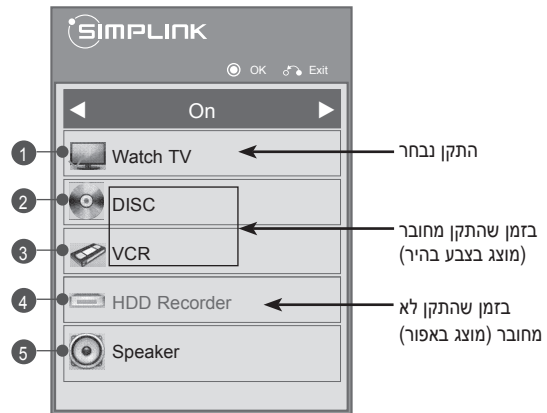 SIMPLINK
OK Exit
On
1 Watch TV
התקן נבחר
2 DISC
3 VCR
בזמן שהתקן מחובר
(מוצג בצבע בהיר)
4 HDD Recorder
בזמן שהתקן לא
מחובר (מוצג באפור)
5 Speaker